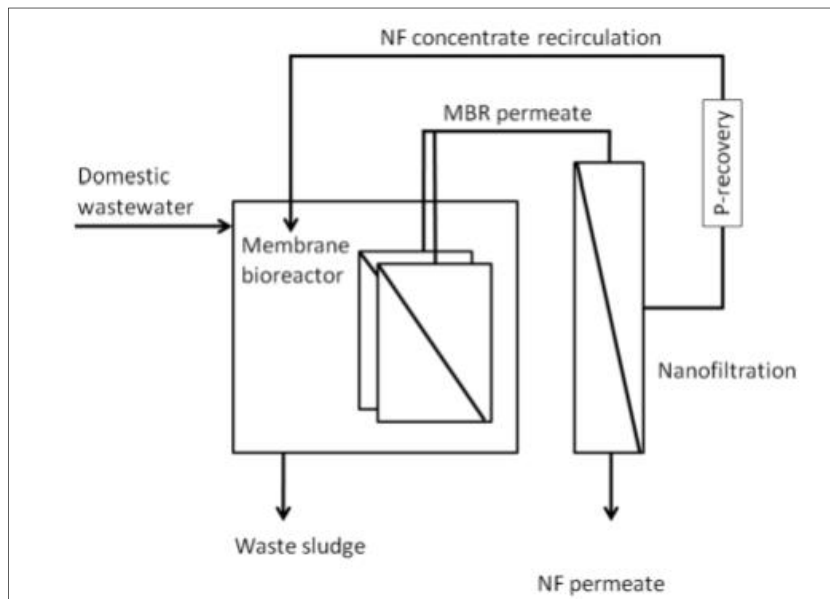 NF concentrate recirculation
MBR permeate
Domestic
wastewater
P-recovery
Membrane
bioreactor
Nanofiltration
Waste sludge
NF permeate